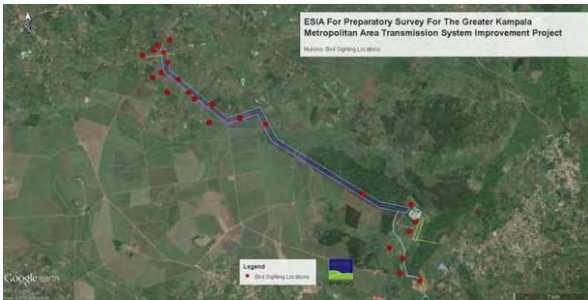 ESIA For Preparatory Survey For The Greater Kampala
Metropolitan Area Transmission System Improvement Project
Mukono- Bird Sighting Locations
Legend
Bird Sighting Locations
Google earth